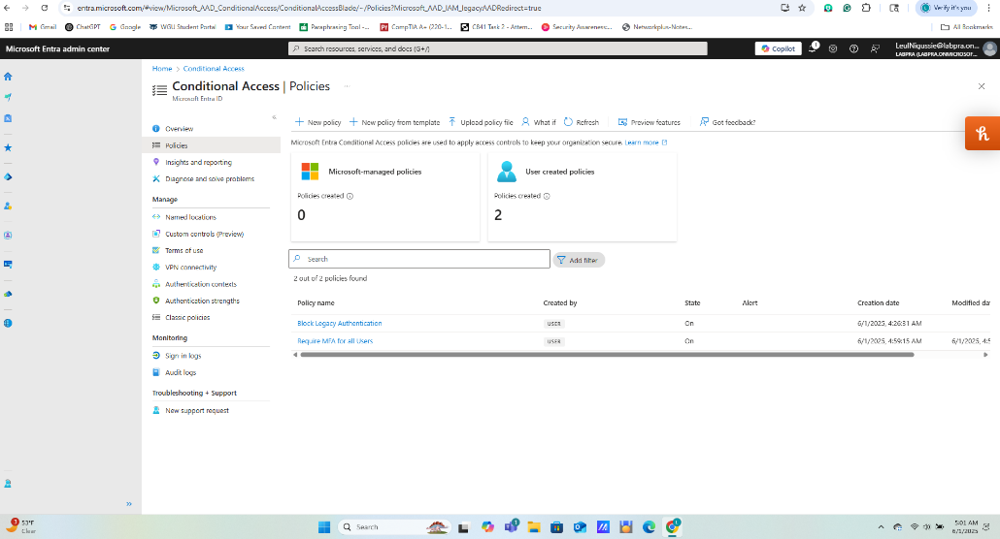 entra.microsoft.com/#view/Microsoft_AAD_ConditionalAccess/ConditionalAccessBlade/~/Policies?Microsoft_AAD_IAM_legacyAADRedirect=true
Verify it's you
Gmail
ChatGPT
Google
WGU Student Portal
Your Saved Content
Paraphrasing Tool -...
CompTIA A+ (220-1...
C841 Task 2 - Attem...
Security Awareness:...
Networkplus-Notes...
All Bookmarks
Microsoft Entra admin center
Search resources, services, and docs (G+/)
Copilot
1
LeulNigussie@labpra.on...
LABPRA (LABPRA.ONMICROSOF...
Home > Conditional Access
Conditional Access | Policies ...
Microsoft Entra ID
Overview
Policies
Insights and reporting
Diagnose and solve problems
Manage
Named locations
Custom controls (Preview)
Terms of use
VPN connectivity
Authentication contexts
Authentication strengths
Classic policies
Monitoring
Sign-in logs
Audit logs
Troubleshooting + Support
New support request
New policy
New policy from template
Upload policy file
What if
Refresh
Preview features
Got feedback?
Microsoft Entra Conditional Access policies are used to apply access controls to keep your organization secure. Learn more
Microsoft-managed policies
Policies created
0
User created policies
Policies created
2
Search
Add filter
2 out of 2 policies found
Policy name Created by State Alert Creation date Modified da
Block Legacy Authentication USER On 6/1/2025, 4:26:31 AM
Require MFA for all Users USER On 6/1/2025, 4:59:15 AM 6/1/2025, 4:5
h
1
53°F
Clear
Search
5:01 AM
6/1/2025